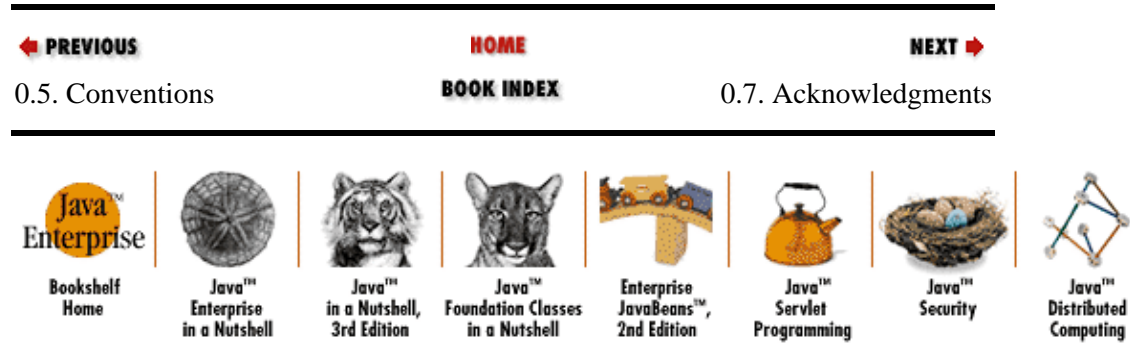 PREVIOUS HOME NEXT
0.5. Conventions BOOK INDEX 0.7. Acknowledgments
Java™ Enterprise
Bookshelf Home
Java™ Enterprise in a Nutshell
Java™ in a Nutshell, 3rd Edition
Java™ Foundation Classes in a Nutshell
Enterprise JavaBeans™, 2nd Edition
Java™ Servlet Programming
Java™ Security
Java™ Distributed Computing